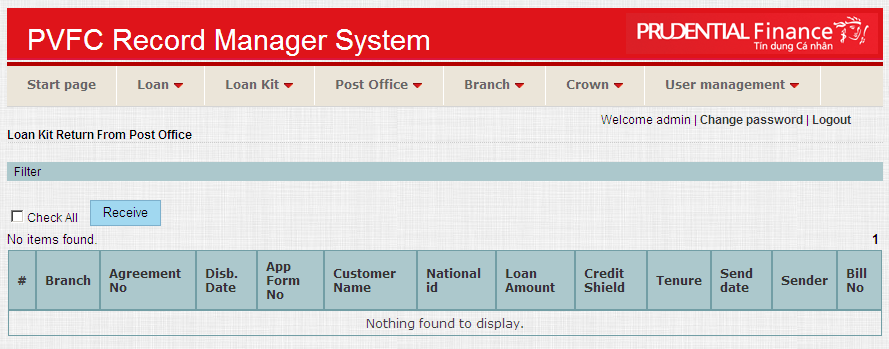 PVFC Record Manager System
PRUDENTIAL Finance
Tín dụng Cá nhân
Start page Loan Loan Kit Post Office Branch Crown User management
Welcome admin | Change password | Logout
Loan Kit Return From Post Office
Filter
Check All Receive
No items found. 1
# Branch Agreement No Disb. Date App Form No Customer Name National id Loan Amount Credit Shield Tenure Send date Sender Bill No
Nothing found to display.